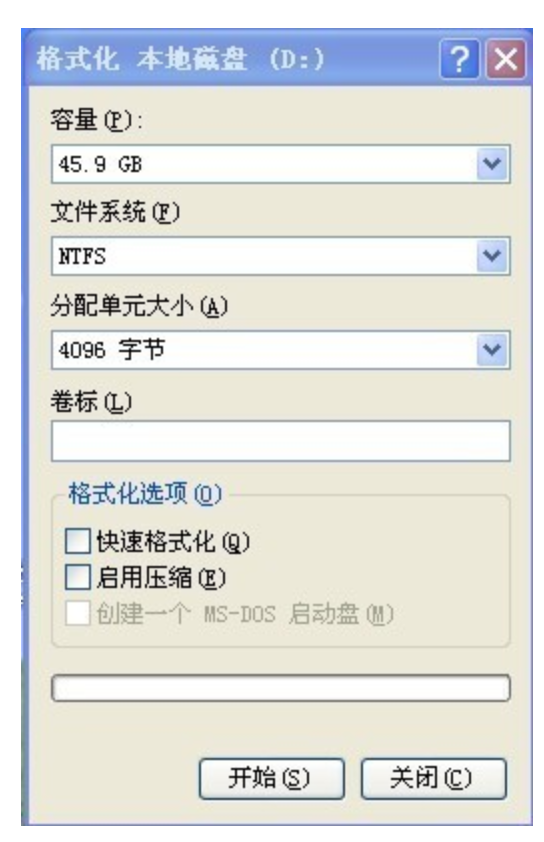 格式化 本地磁盘 (D:)
容量(P):
45.9 GB
文件系统(F)
NTFS
分配单元大小(A)
4096 字节
卷标(L)
格式化选项(O)
快速格式化(Q)
启用压缩(E)
创建一个 MS-DOS 启动盘(M)
开始(S)
关闭(C)